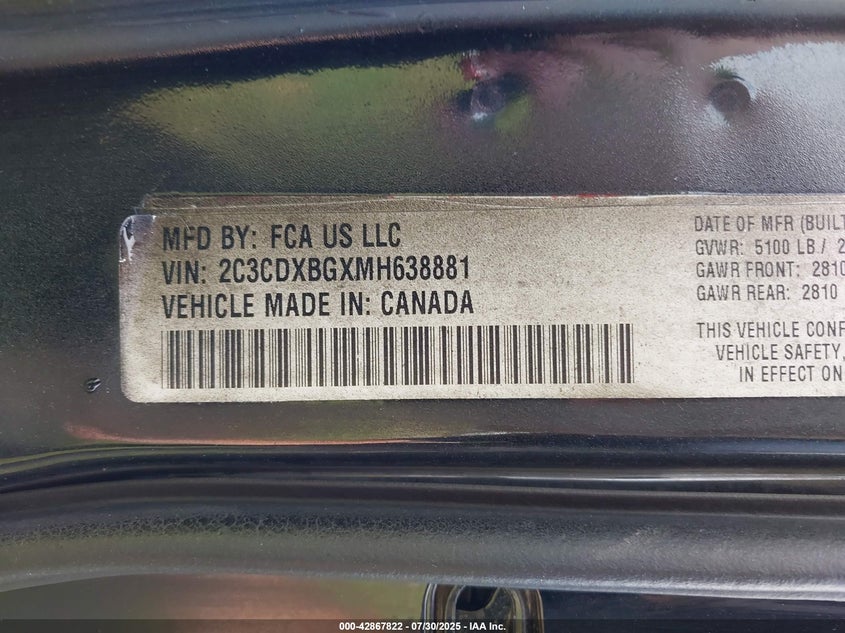 MFD BY: FCA US LLC
VIN: 2C3CDXBGXMH638881
VEHICLE MADE IN: CANADA
DATE OF MFR (BUILT
GVWR: 5100 LB / 2
GAWR FRONT: 2810
GAWR REAR: 2810
THIS VEHICLE CONF
VEHICLE SAFETY,
IN EFFECT ON
000-42867822 - 07/30/2025 - IAA Inc.